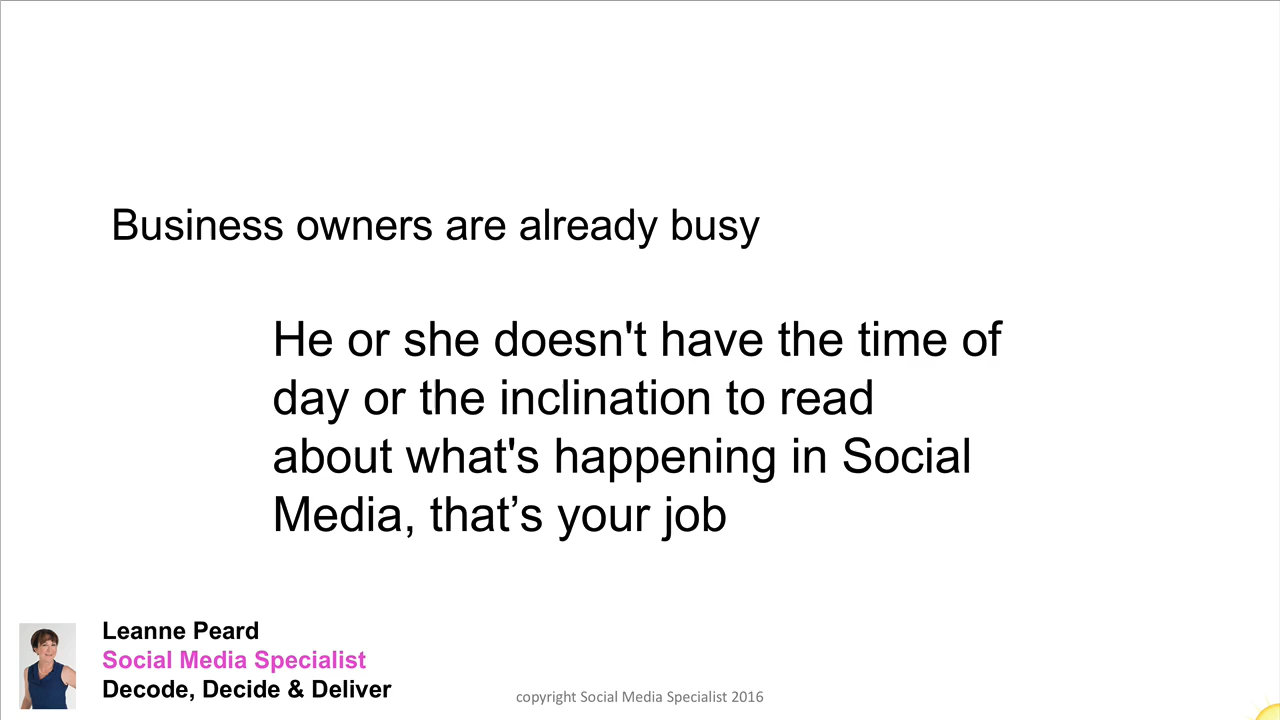 Business owners are already busy
He or she doesn't have the time of
day or the inclination to read
about what's happening in Social
Media, that’s your job
Leanne Peard
Social Media Specialist
Decode, Decide & Deliver
copyright Social Media Specialist 2016